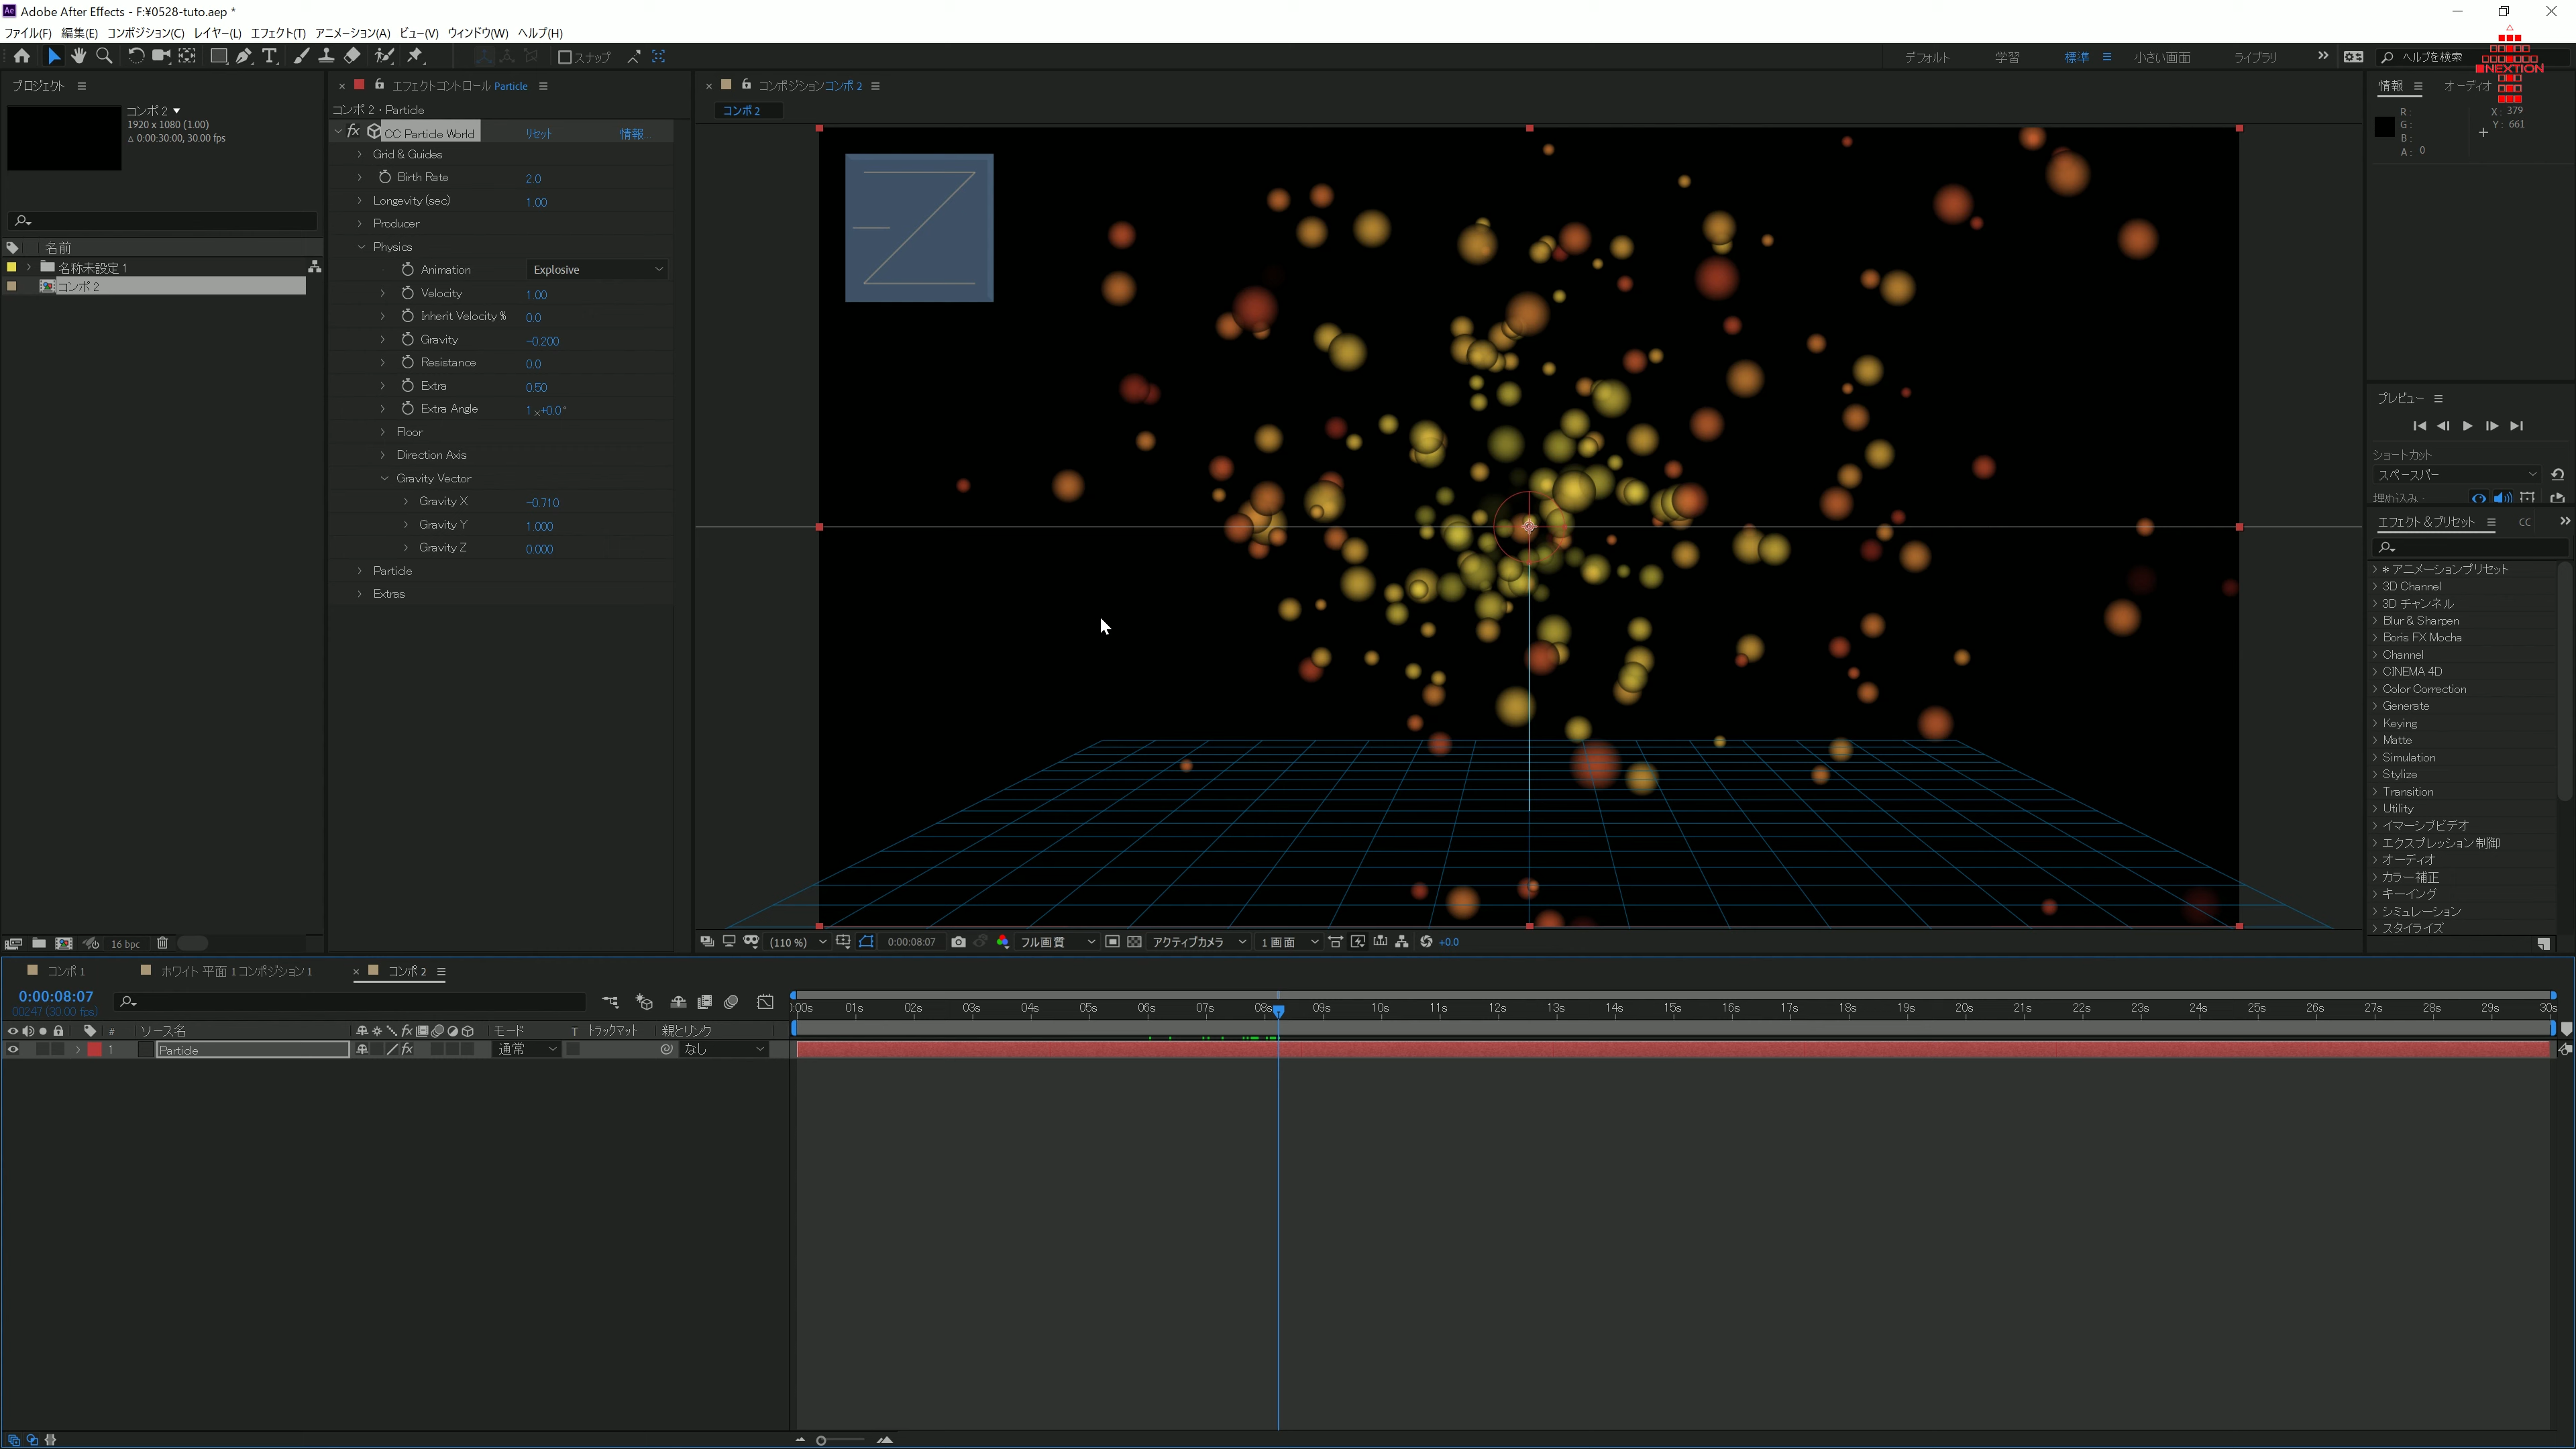 Adobe After Effects - F:¥0528-tuto.aep *
ファイル(F) 編集(E) コンポジション(C) レイヤー(L) エフェクト(T) アニメーション(A) ビュー(V) ウィンドウ(W) ヘルプ(H)
スナップ
デフォルト 学習 標準 小さい画面 ライブラリ
ヘルプを検索
NEXTION
プロジェクト
コンポ 2
1920 x 1080 (1.00)
Δ 0:00:30:00, 30.00 fps
名前
名称未設定 1
コンポ 2
16 bpc
エフェクトコントロール Particle
コンポ 2・Particle
fx CC Particle World リセット 情報...
Grid & Guides
Birth Rate 2.0
Longevity (sec) 1.00
Producer
Physics
Animation Explosive
Velocity 1.00
Inherit Velocity % 0.0
Gravity -0.200
Resistance 0.0
Extra 0.50
Extra Angle 1x+0.0°
Floor
Direction Axis
Gravity Vector
Gravity X -0.710
Gravity Y 1.000
Gravity Z 0.000
Particle
Extras
コンポジション コンポ 2
コンポ 2
(110 %) 0:00:08:07 フル画質 アクティブカメラ 1 画面 +0.0
情報 オーディオ
R :
G :
B :
A : 0
X : 379
Y : 661
プレビュー
ショートカット
スペースバー
埋め込み :
エフェクト＆プリセット CC
* アニメーションプリセット
3D Channel
3D チャンネル
Blur & Sharpen
Boris FX Mocha
Channel
CINEMA 4D
Color Correction
Generate
Keying
Matte
Simulation
Stylize
Transition
Utility
イマーシブビデオ
エクスプレッション制御
オーディオ
カラー補正
キーイング
シミュレーション
スタイライズ
コンポ 1 ホワイト 平面 1 コンポジション 1 コンポ 2
0:00:08:07
00247 (30.00 fps)
# ソース名 fx モード T トラックマット 親とリンク
1 Particle fx 通常 なし
):00s 01s 02s 03s 04s 05s 06s 07s 08s 09s 10s 11s 12s 13s 14s 15s 16s 17s 18s 19s 20s 21s 22s 23s 24s 25s 26s 27s 28s 29s 30s